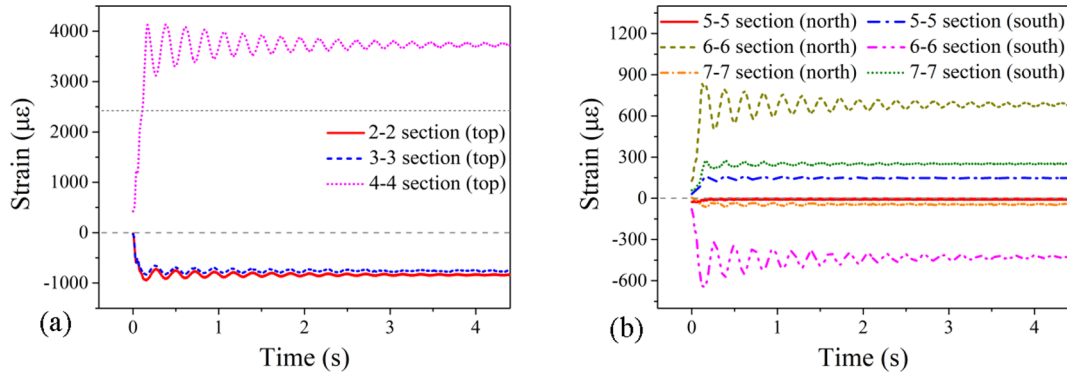 4000
3000
2000
1000
0
-1000
Strain (με)
2-2 section (top)
3-3 section (top)
4-4 section (top)
0 1 2 3 4
Time (s)
(a)
1200
900
600
300
0
-300
-600
Strain (με)
5-5 section (north) 5-5 section (south)
6-6 section (north) 6-6 section (south)
7-7 section (north) 7-7 section (south)
0 1 2 3 4
Time (s)
(b)